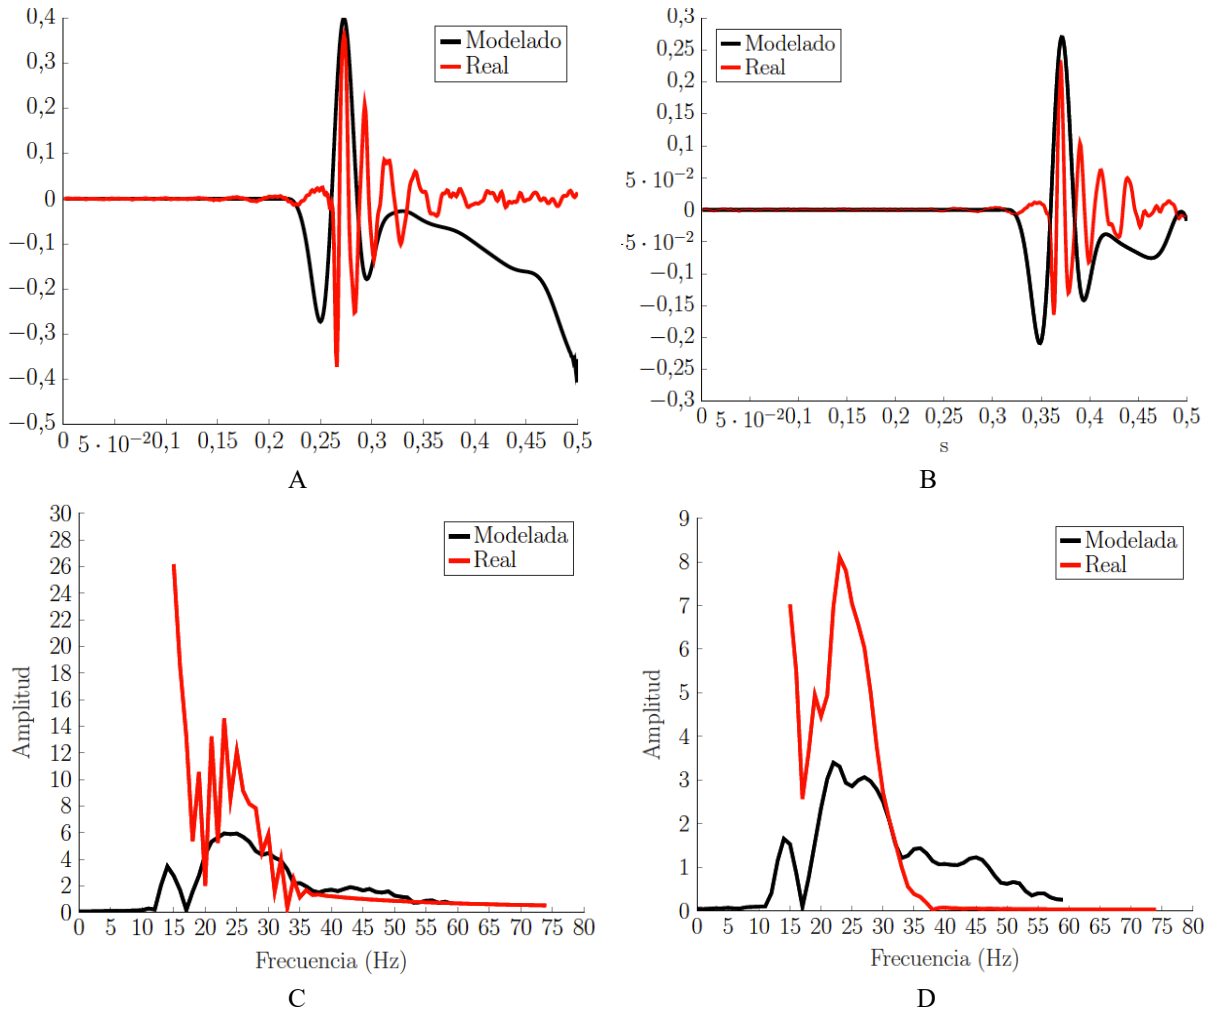 0,4
0,3
0,2
0,1
0
−0,1
−0,2
−0,3
−0,4
−0,5
0 5·10⁻² 0,1 0,15 0,2 0,25 0,3 0,35 0,4 0,45 0,5
Modelado
Real
A
0,3
0,25
0,2
0,15
0,1
5·10⁻²
0
-5·10⁻²
−0,1
−0,15
−0,2
−0,25
−0,3
0 5·10⁻² 0,1 0,15 0,2 0,25 0,3 0,35 0,4 0,45 0,5
s
Modelado
Real
B
30
28
26
24
22
20
18
16
14
12
10
8
6
4
2
0
0 5 10 15 20 25 30 35 40 45 50 55 60 65 70 75 80
Amplitud
Frecuencia (Hz)
Modelada
Real
C
9
8
7
6
5
4
3
2
1
0
0 5 10 15 20 25 30 35 40 45 50 55 60 65 70 75 80
Amplitud
Frecuencia (Hz)
Modelada
Real
D